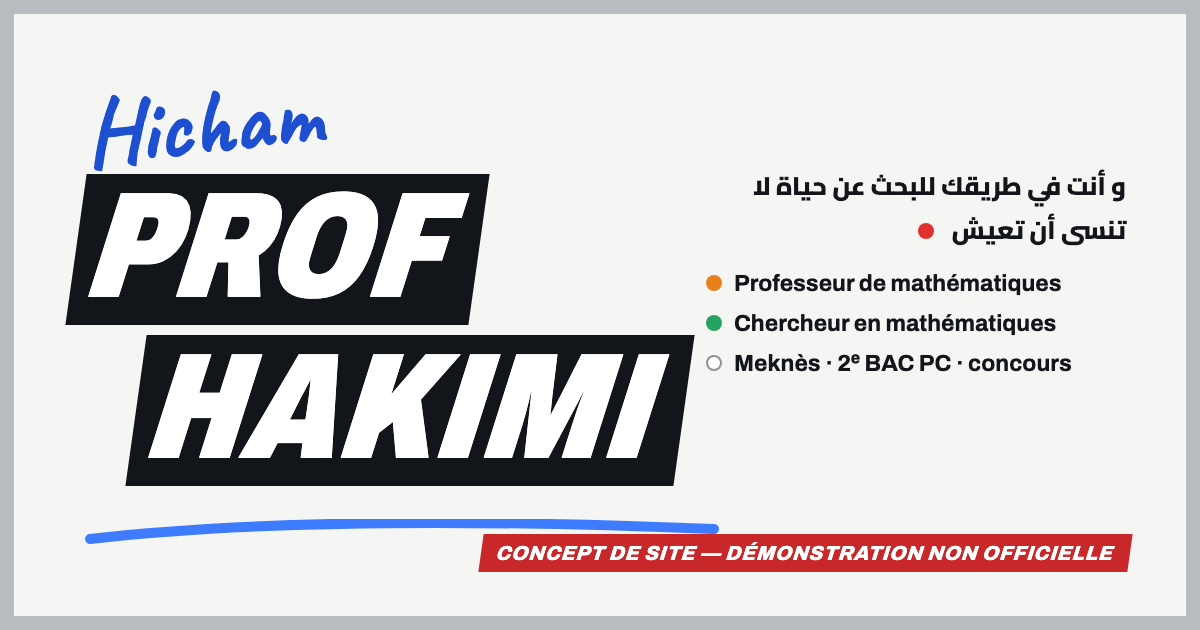 Hicham
PROF
HAKIMI
و أنت في طريقك للبحث عن حياة لا
تنسى أن تعيش
Professeur de mathématiques
Chercheur en mathématiques
Meknès · 2ᵉ BAC PC · concours
CONCEPT DE SITE — DÉMONSTRATION NON OFFICIELLE